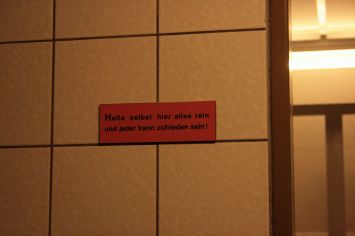 Halte selbst hier alles rein
und jeder kann zufrieden sein!